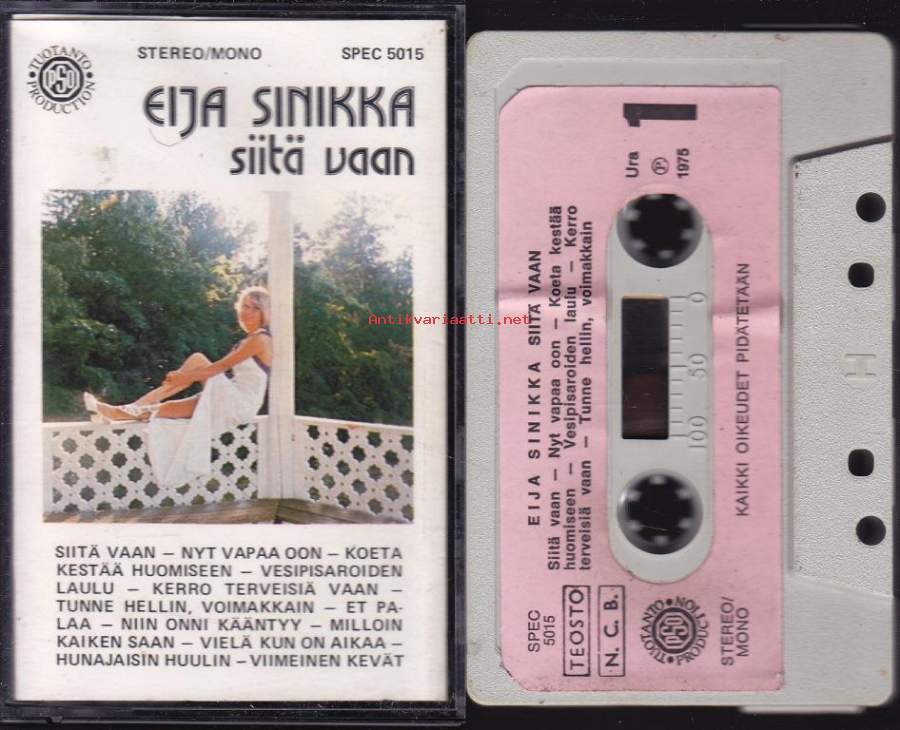 TUOTANTO
PSO
PRODUCTION
STEREO/MONO SPEC 5015
EIJA SINIKKA
siitä vaan
Antikvariaatti.net
SIITÄ VAAN – NYT VAPAA OON – KOETA
KESTÄÄ HUOMISEEN – VESIPISAROIDEN
LAULU – KERRO TERVEISIÄ VAAN –
TUNNE HELLIN, VOIMAKKAIN – ET PA-
LAA – NIIN ONNI KÄÄNTYY – MILLOIN
KAIKEN SAAN – VIELÄ KUN ON AIKAA –
HUNAJAISIN HUULIN – VIIMEINEN KEVÄT
Ura 1
P 1975
EIJA SINIKKA SIITÄ VAAN
Siitä vaan – Nyt vapaa oon – Koeta kestää
huomiseen – Vesipisaroiden laulu – Kerro
terveisiä vaan – Tunne hellin, voimakkain
100 50 0
KAIKKI OIKEUDET PIDÄTETÄÄN
SPEC
5015
TEOSTO
N. C. B.
TUOTANTO
PSO
PRODUCTION
STEREO/
MONO
H